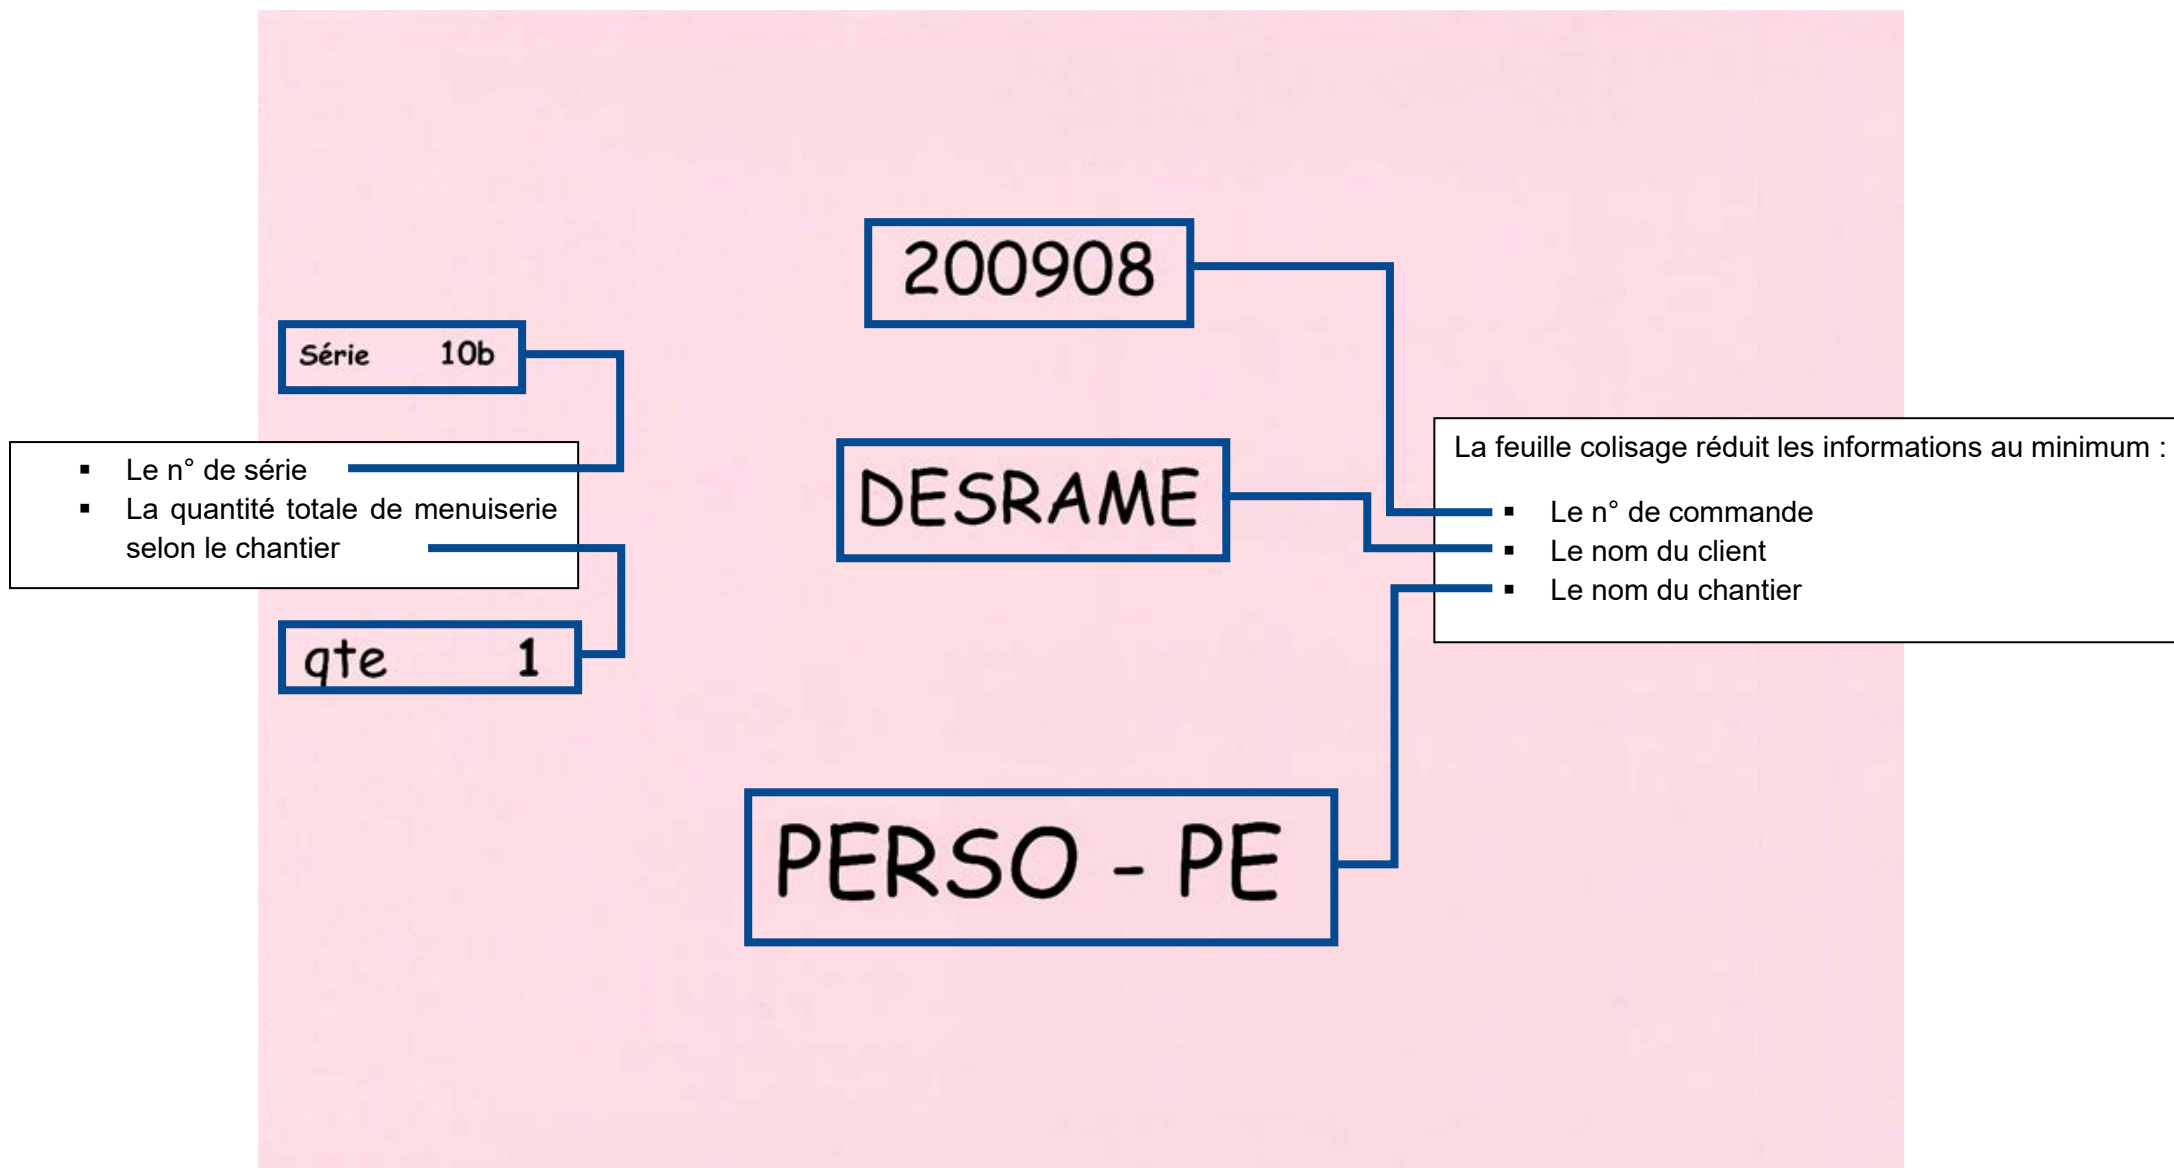 200908
Série 10b
La feuille colisage réduit les informations au minimum :
▪ Le n° de série
▪ La quantité totale de menuiserie
selon le chantier
DESRAME
▪ Le n° de commande
▪ Le nom du client
▪ Le nom du chantier
qte 1
PERSO - PE